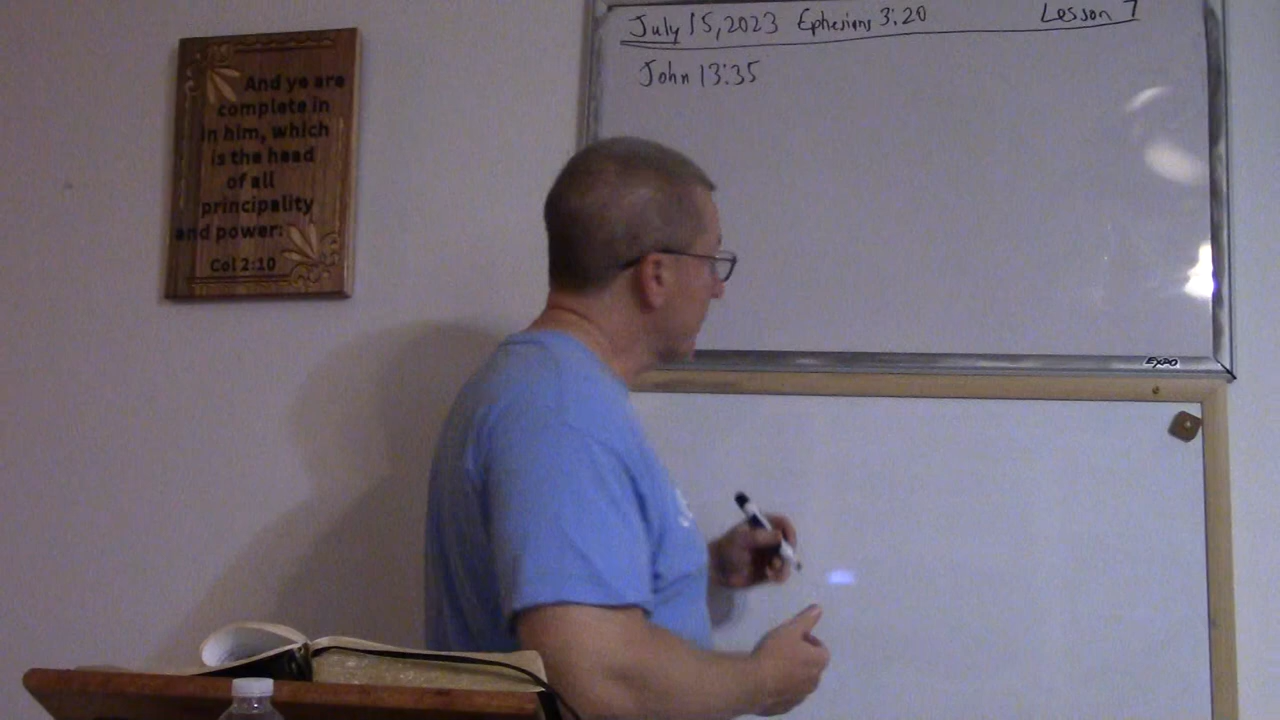 And ye are
complete in
in him, which
is the head
of all
principality
and power:
Col 2:10
July 15, 2023 Ephesians 3:20 Lesson 7
John 13:35
EXPO